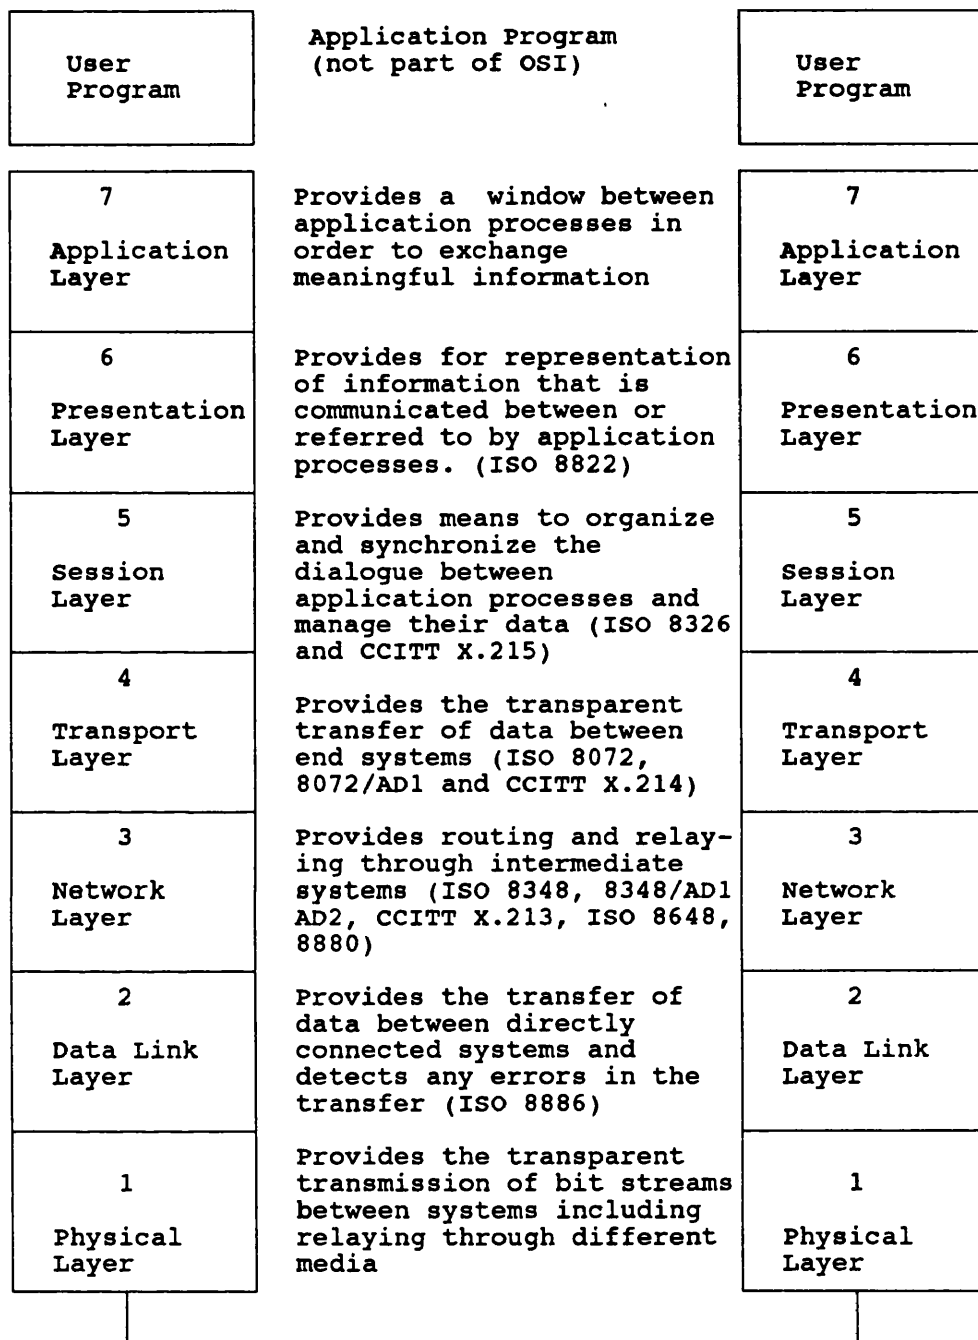 User
Program
Application Program
(not part of OSI)
User
Program
7
Application
Layer
Provides a window between
application processes in
order to exchange
meaningful information
7
Application
Layer
6
Presentation
Layer
Provides for representation
of information that is
communicated between or
referred to by application
processes. (ISO 8822)
6
Presentation
Layer
5
Session
Layer
Provides means to organize
and synchronize the
dialogue between
application processes and
manage their data (ISO 8326
and CCITT X.215)
5
Session
Layer
4
Transport
Layer
Provides the transparent
transfer of data between
end systems (ISO 8072,
8072/AD1 and CCITT X.214)
4
Transport
Layer
3
Network
Layer
Provides routing and relay-
ing through intermediate
systems (ISO 8348, 8348/AD1
AD2, CCITT X.213, ISO 8648,
8880)
3
Network
Layer
2
Data Link
Layer
Provides the transfer of
data between directly
connected systems and
detects any errors in the
transfer (ISO 8886)
2
Data Link
Layer
1
Physical
Layer
Provides the transparent
transmission of bit streams
between systems including
relaying through different
media
1
Physical
Layer